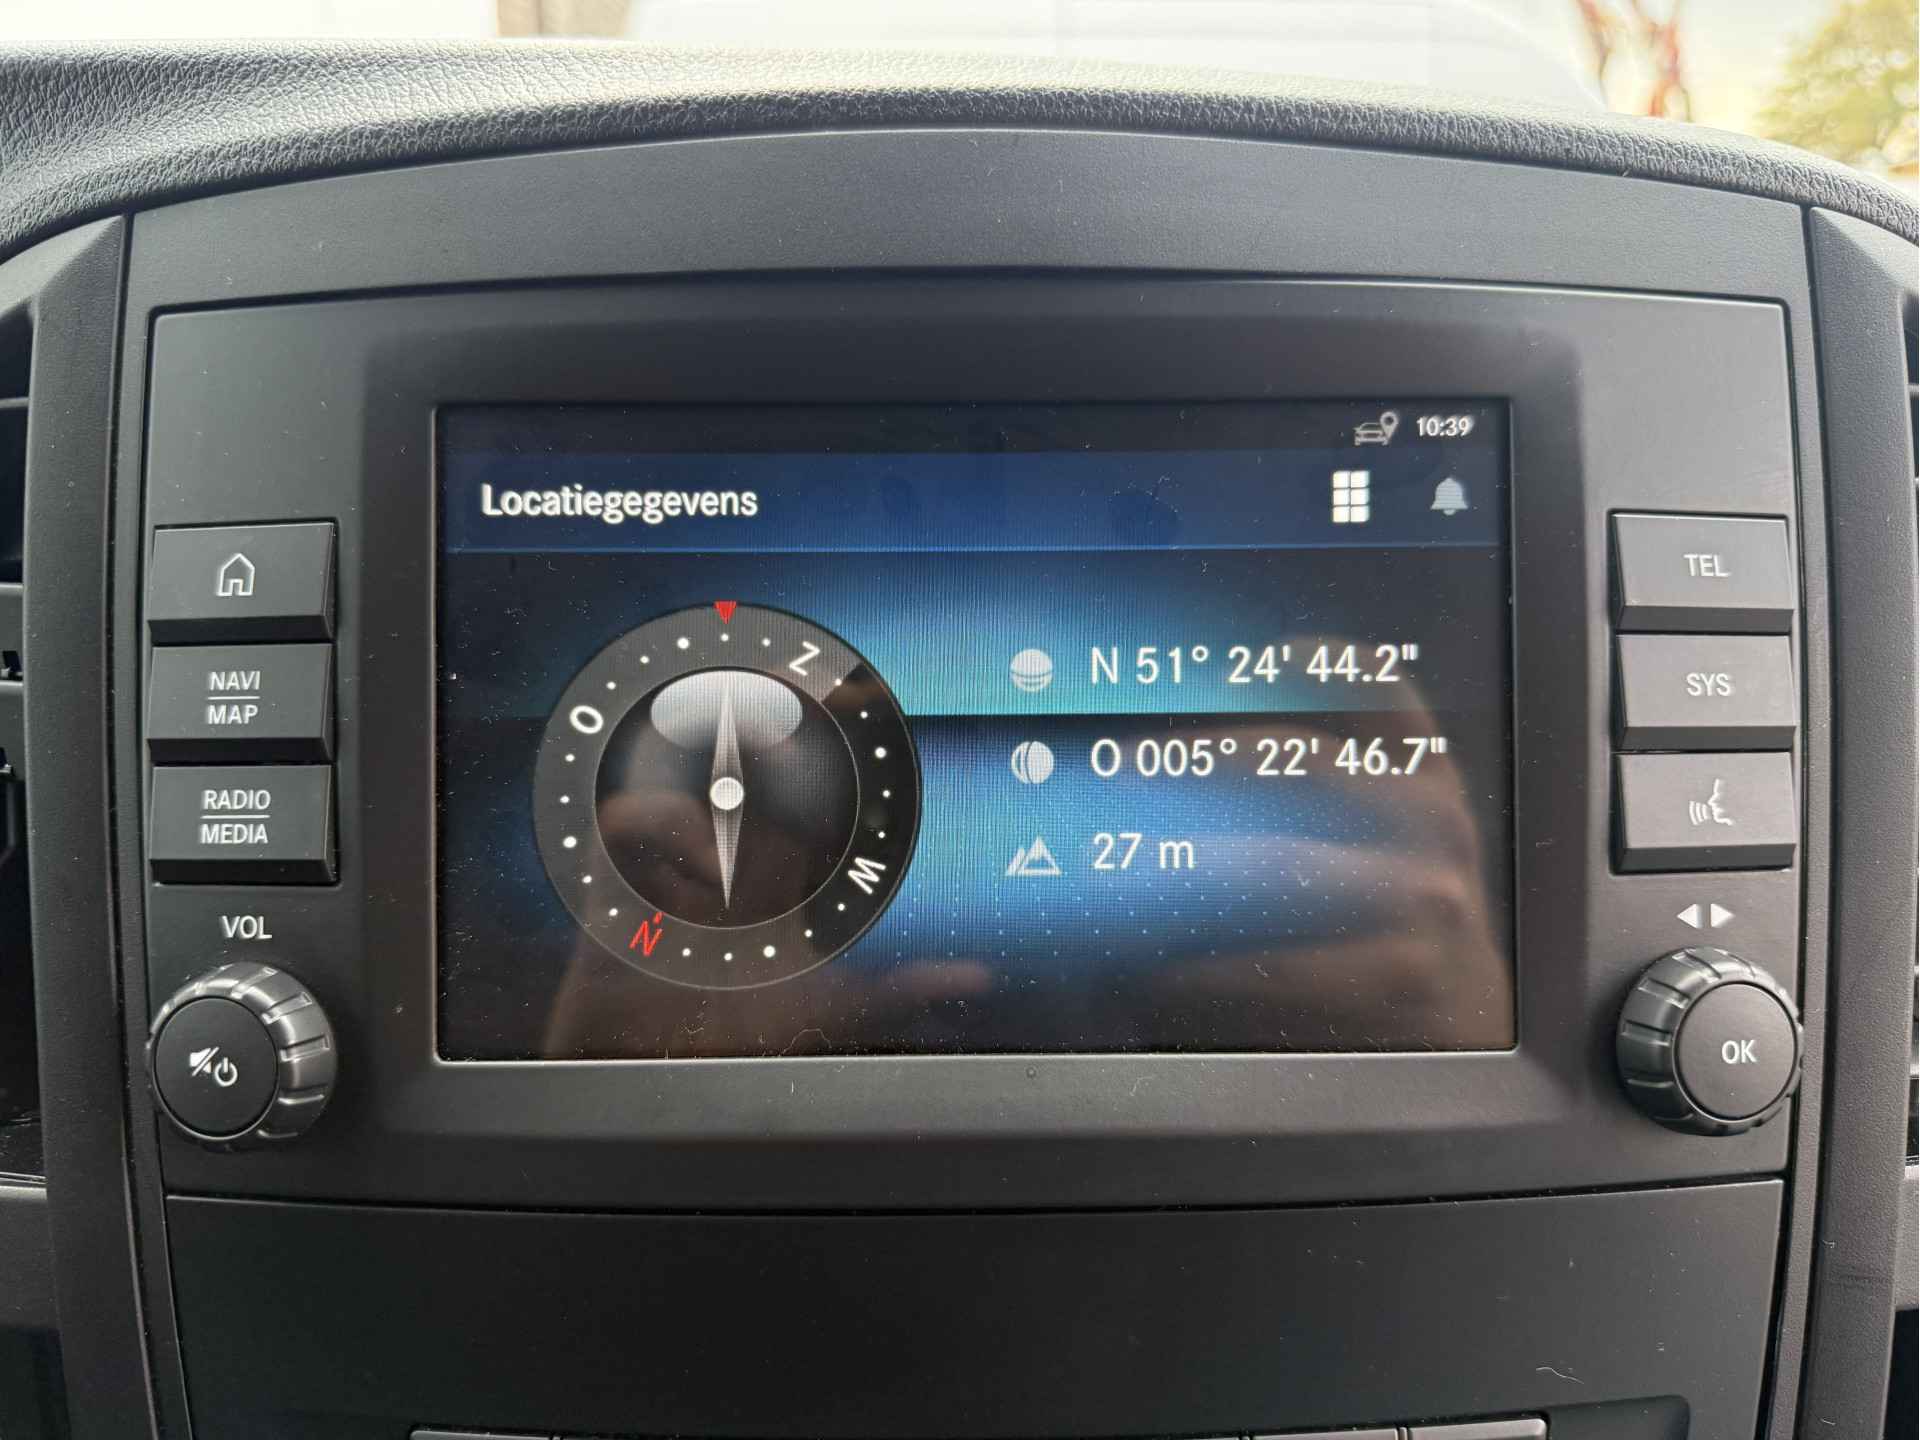 10:39
Locatiegegevens
TEL
NAVI
MAP
SYS
RADIO
MEDIA
Z
O
W
N
N 51° 24' 44.2"
O 005° 22' 46.7"
27 m
VOL
OK